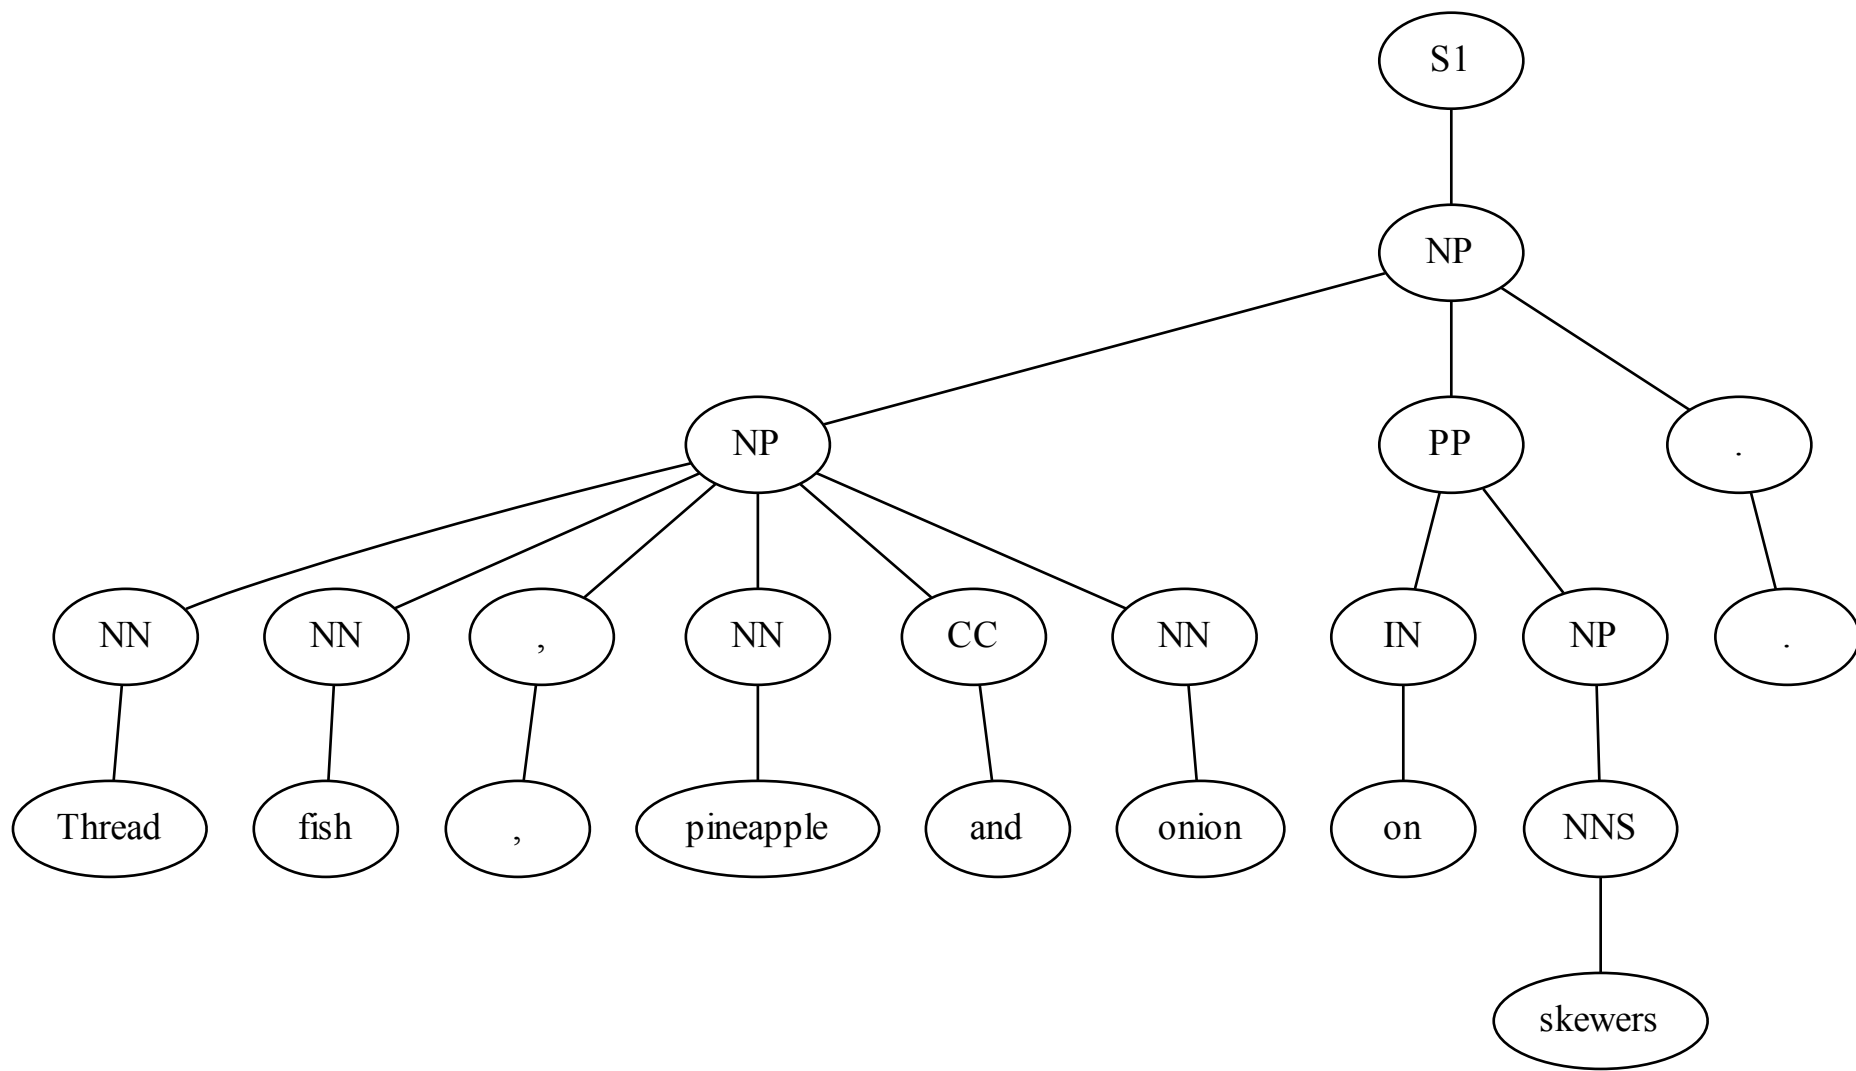 S1
NP
NP PP .
NN NN , NN CC NN IN NP .
Thread fish , pineapple and onion on NNS
skewers